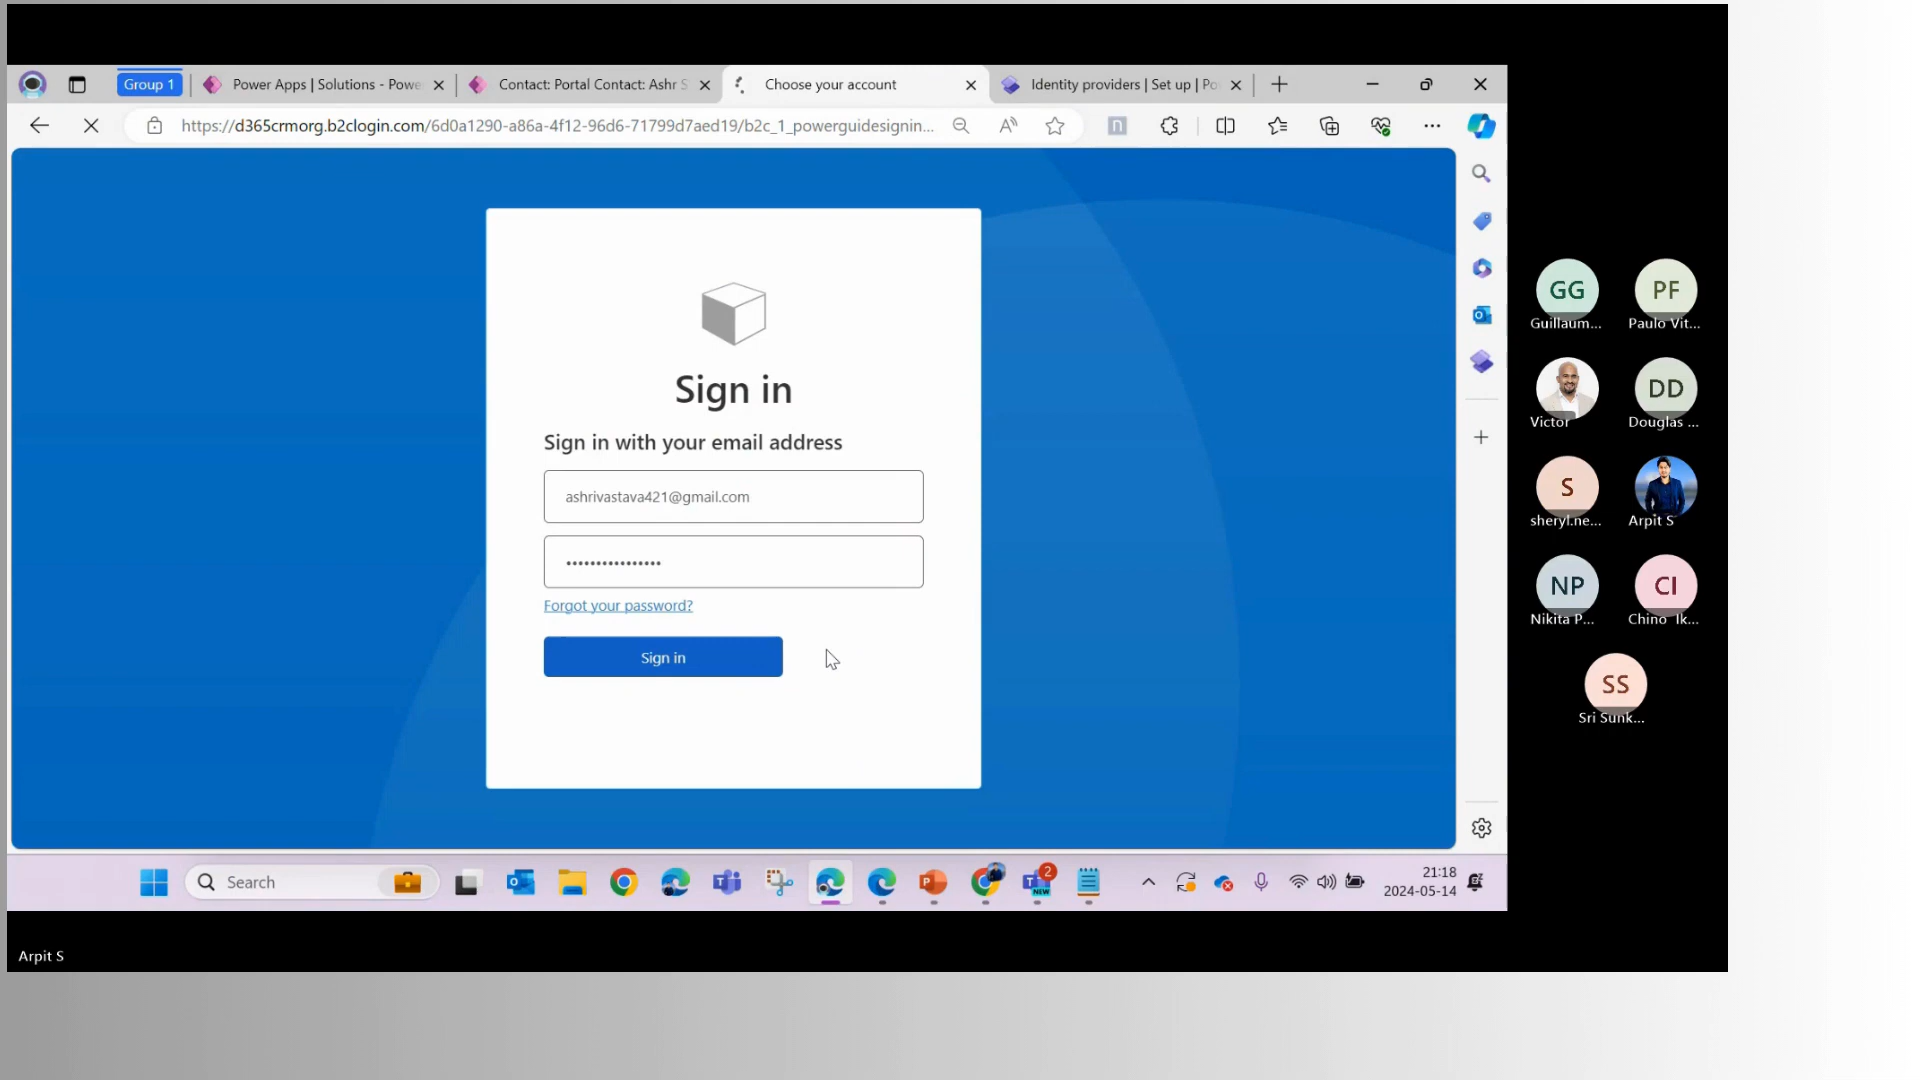 Group 1
Power Apps | Solutions - Powe
Contact: Portal Contact: Ashr S
Choose your account
Identity providers | Set up | Po
https://d365crmorg.b2clogin.com/6d0a1290-a86a-4f12-96d6-71799d7aed19/b2c_1_powerguidesignin...
Sign in
Sign in with your email address
ashrivastava421@gmail.com
••••••••••••••••
Forgot your password?
Sign in
GG
Guillaum...
PF
Paulo Vit...
Victor
DD
Douglas ...
S
sheryl.ne...
Arpit S
NP
Nikita P...
CI
Chino Ik...
SS
Sri Sunk...
Search
2
NEW
21:18
2024-05-14
Arpit S